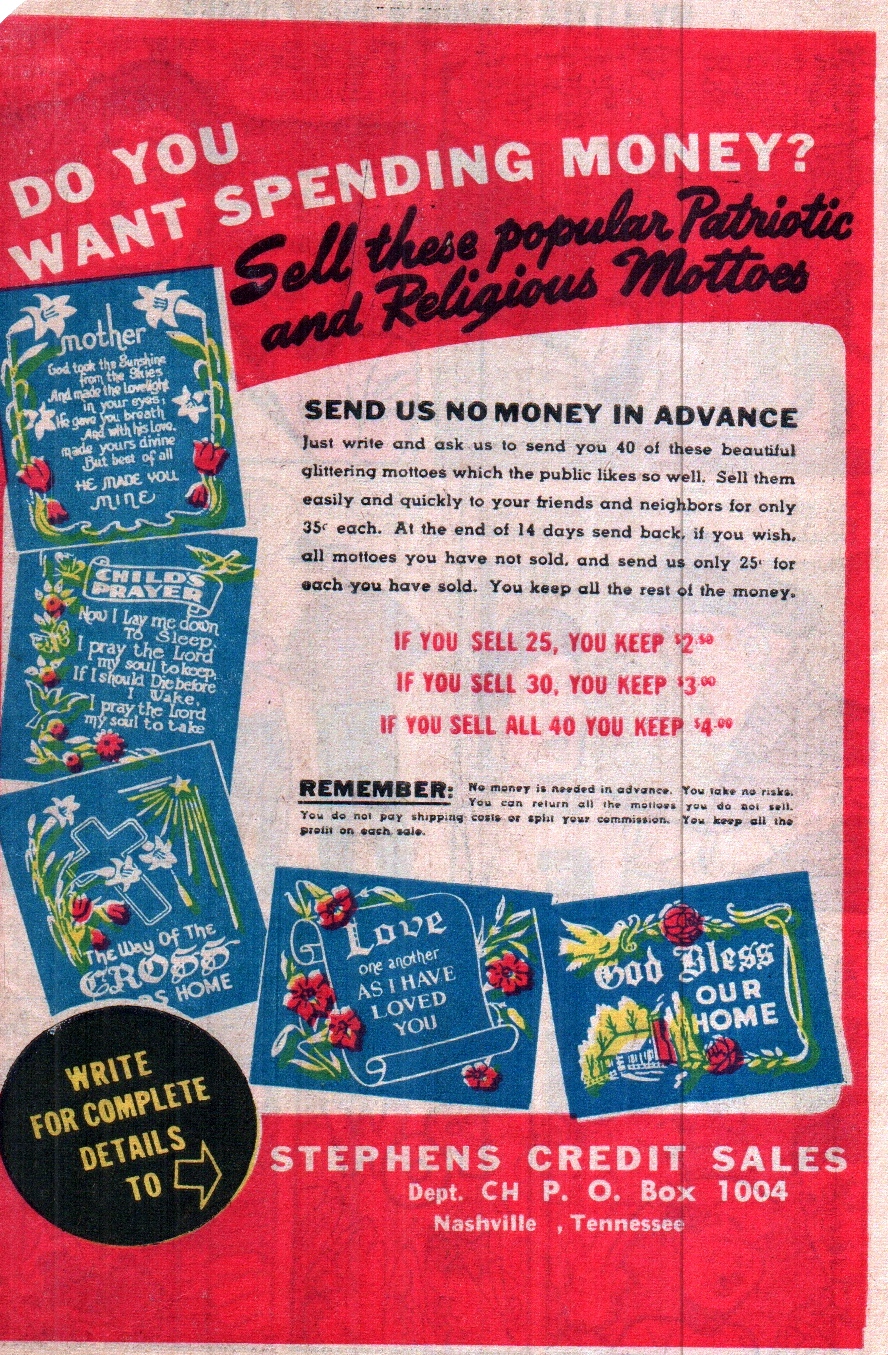 DO YOU
WANT SPENDING MONEY?
Sell these popular Patriotic
and Religious Mottoes
mother
God took the Sunshine
from the Skies
And made the Lovelight
in your eyes;
He gave you breath
And with his Love,
made yours divine
But best of all
HE MADE YOU
MINE
SEND US NO MONEY IN ADVANCE
Just write and ask us to send you 40 of these beautiful
glittering mottoes which the public likes so well. Sell them
easily and quickly to your friends and neighbors for only
35c each. At the end of 14 days send back, if you wish,
all mottoes you have not sold, and send us only 25c for
each you have sold. You keep all the rest of the money.
IF YOU SELL 25, YOU KEEP $2.50
IF YOU SELL 30, YOU KEEP $3.00
IF YOU SELL ALL 40 YOU KEEP $4.00
CHILD'S
PRAYER
Now I Lay me down
To Sleep,
I pray the Lord
my soul to keep,
If I should Die before
I Wake,
I pray the Lord
my soul to take
REMEMBER: No money is needed in advance. You take no risks.
You can return all the mottoes you do not sell.
You do not pay shipping costs or split your commission. You keep all the
profit on each sale.
The Way Of The
CROSS
HOME
Love
one another
AS I HAVE
LOVED
YOU
God Bless
OUR
HOME
WRITE
FOR COMPLETE
DETAILS
TO
STEPHENS CREDIT SALES
Dept. CH P. O. Box 1004
Nashville , Tennessee